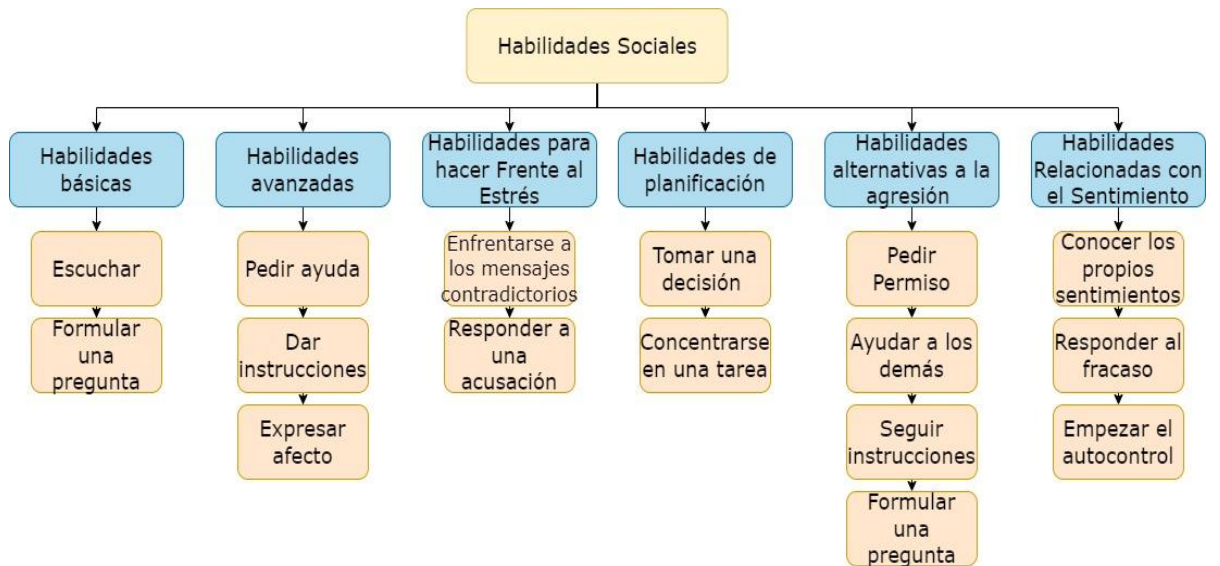 Habilidades Sociales
Habilidades
básicas
Habilidades
avanzadas
Habilidades para
hacer Frente al
Estrés
Habilidades de
planificación
Habilidades
alternativas a la
agresión
Habilidades
Relacionadas con
el Sentimiento
Escuchar
Formular
una
pregunta
Pedir ayuda
Dar
instrucciones
Expresar
afecto
Enfrentarse a
los mensajes
contradictorios
Responder a
una
acusación
Tomar una
decisión
Concentrarse
en una tarea
Pedir
Permiso
Ayudar a los
demás
Seguir
instrucciones
Formular
una
pregunta
Conocer los
propios
sentimientos
Responder al
fracaso
Empezar el
autocontrol